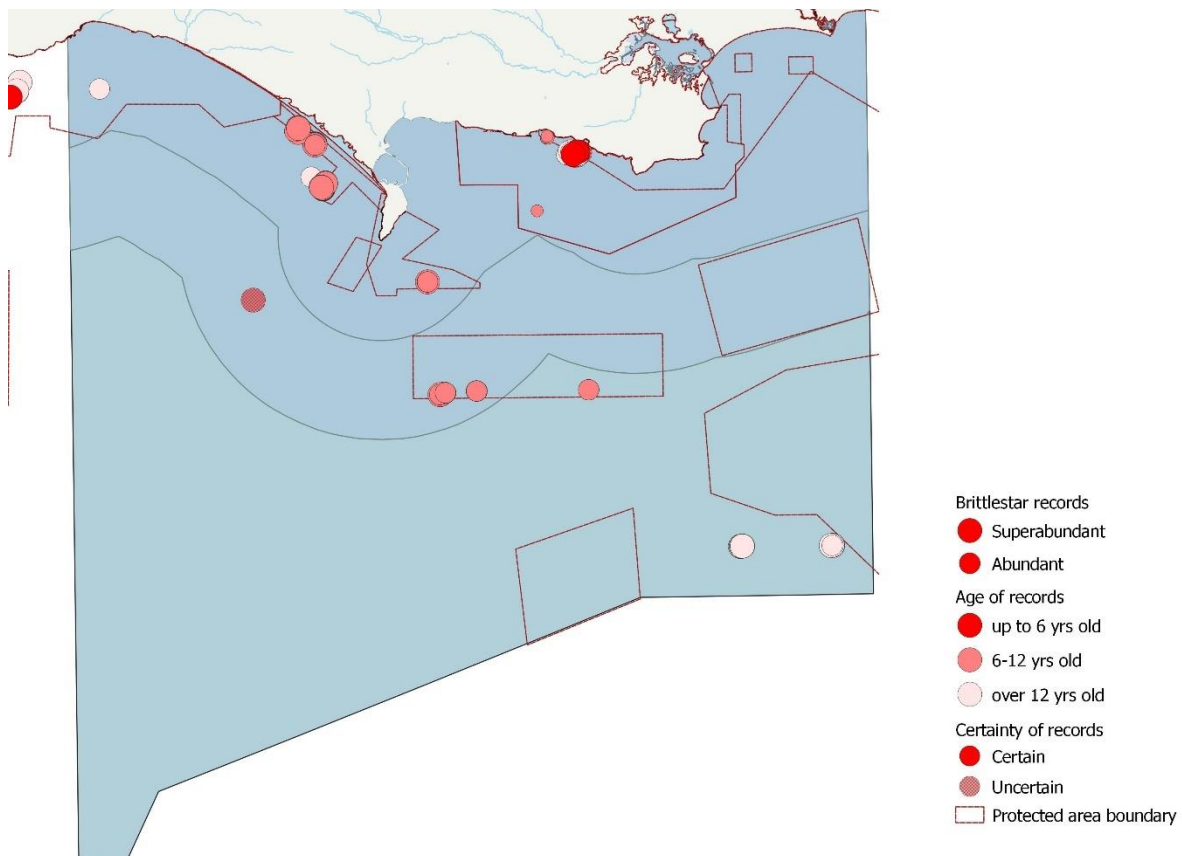 Brittlestar records
Superabundant
Abundant
Age of records
up to 6 yrs old
6-12 yrs old
over 12 yrs old
Certainty of records
Certain
Uncertain
Protected area boundary